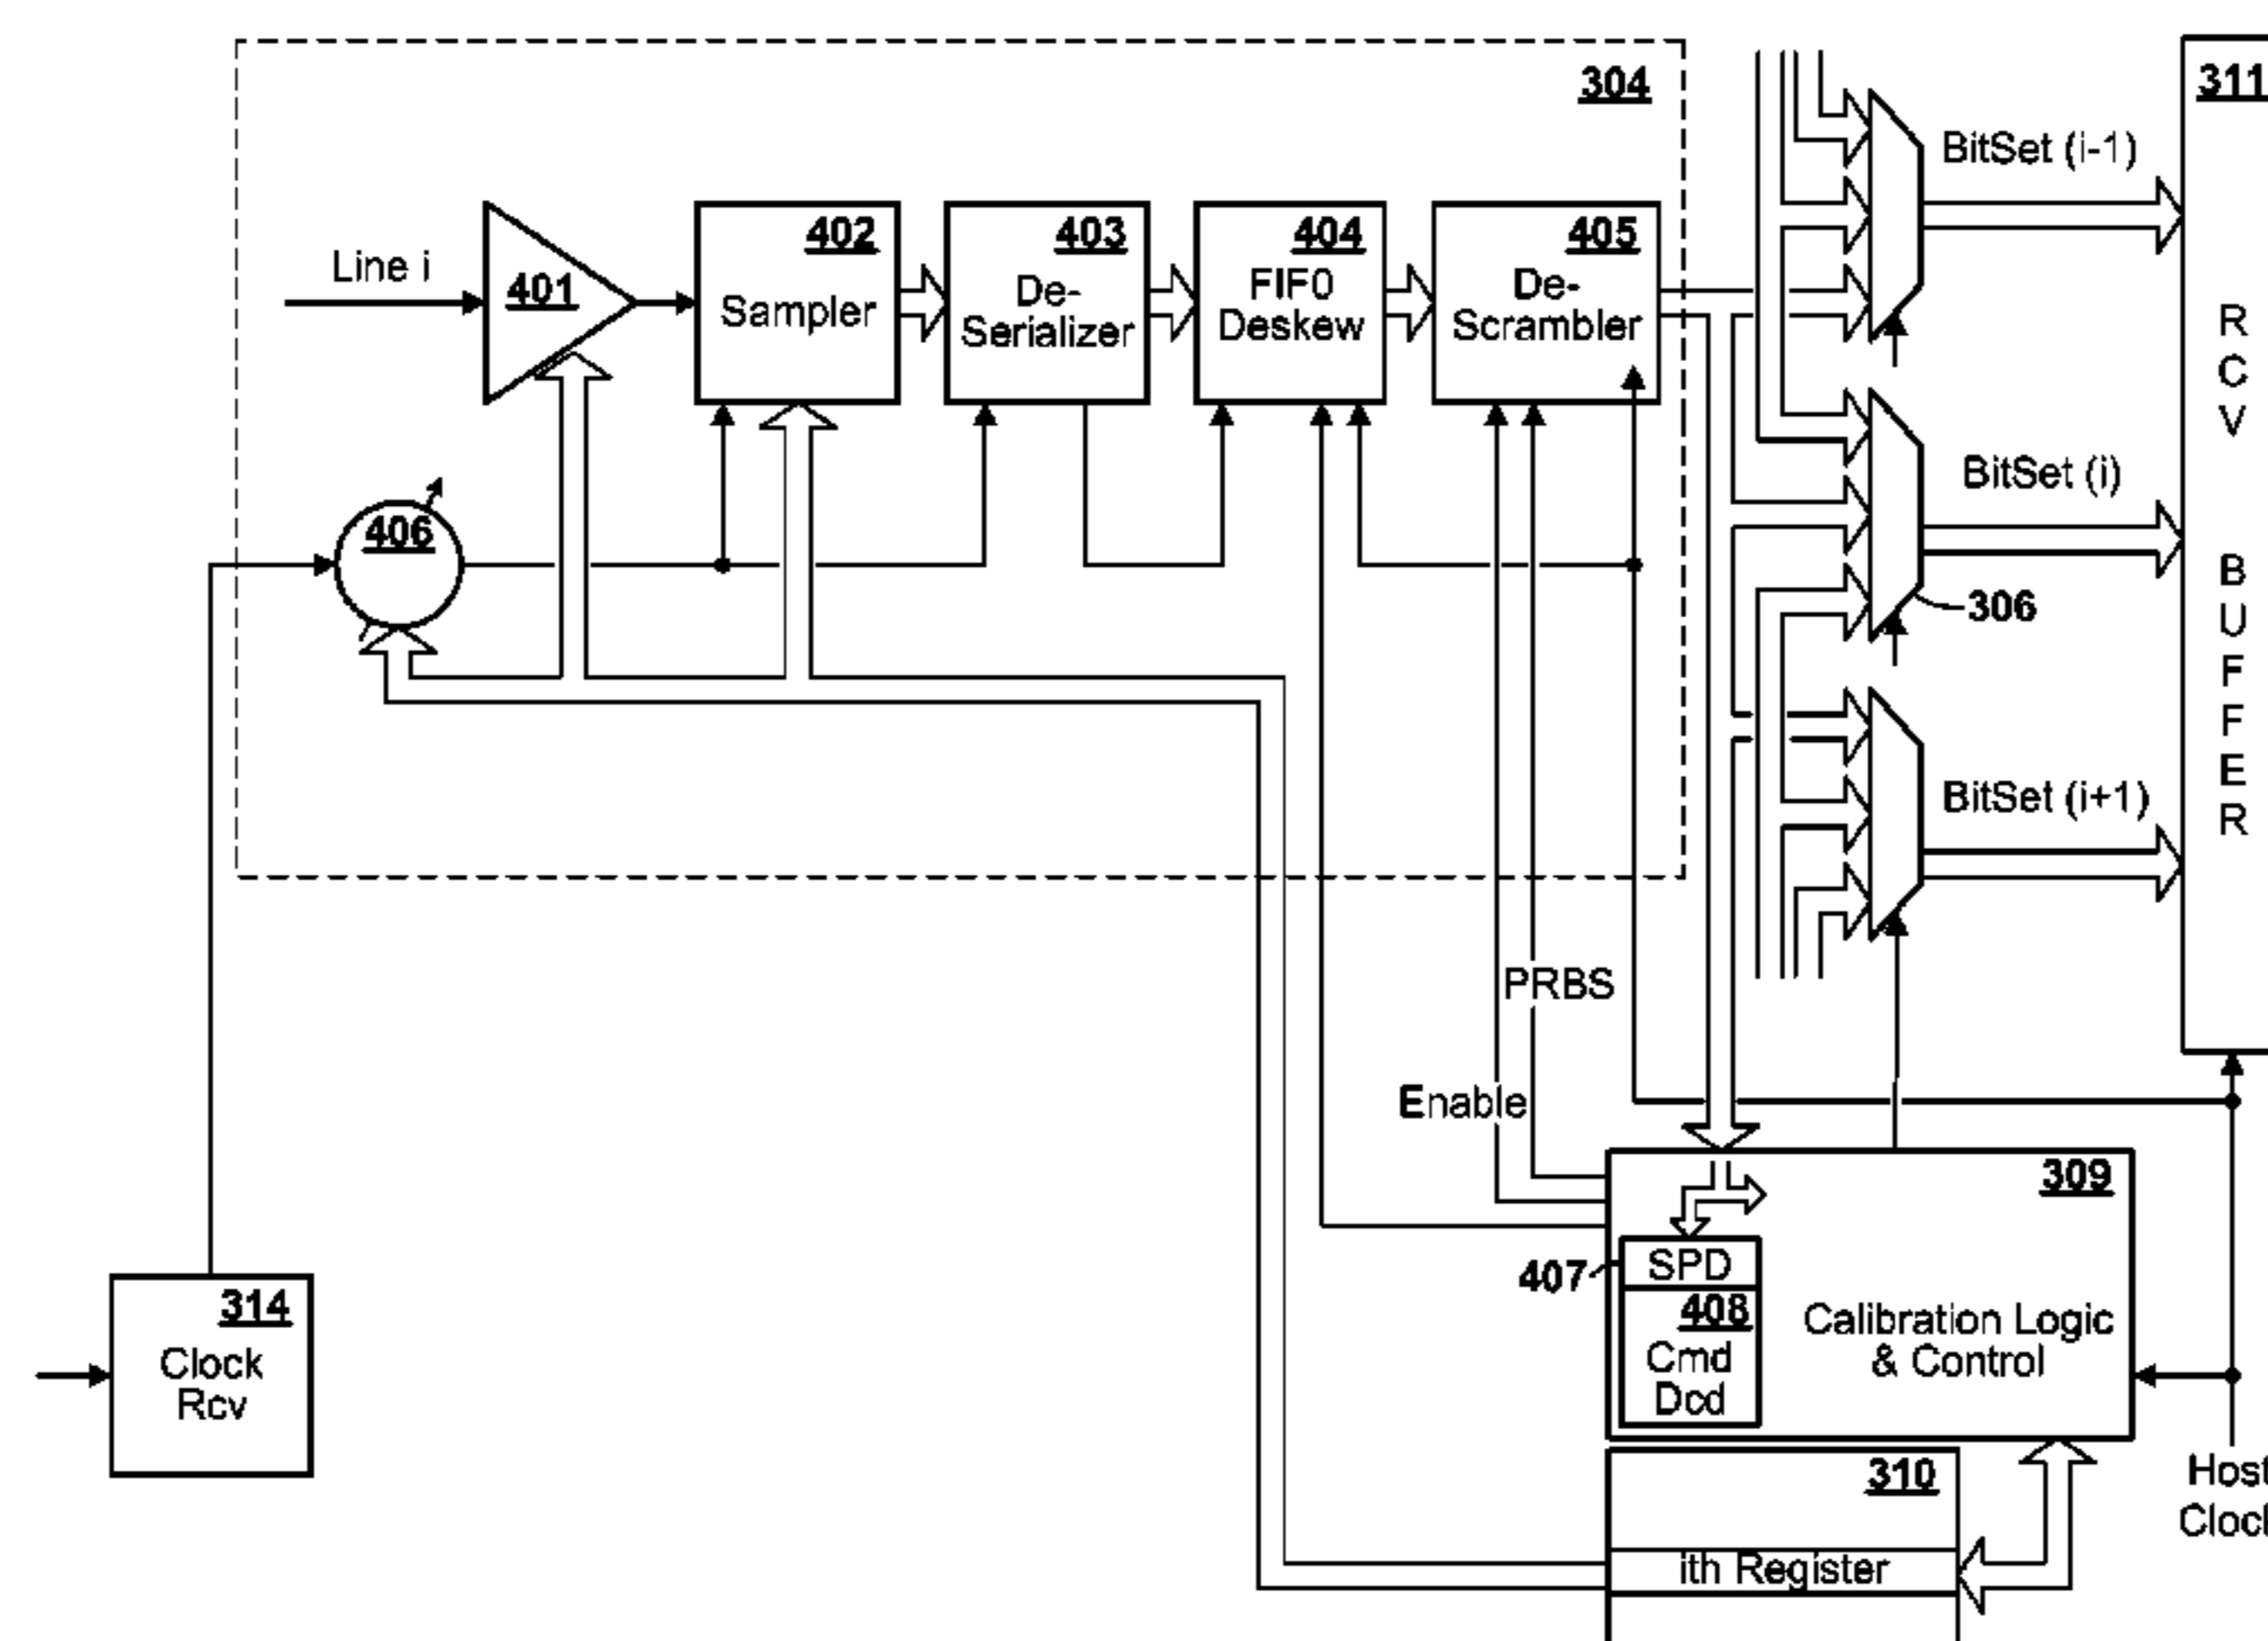 304
311
BitSet (i-1)
402
403
404
405
Line i
401
Sampler
De-
Serializer
FIFO
Deskew
De-
Scrambler
R
C
V
B
U
F
F
E
R
BitSet (i)
406
306
BitSet (i+1)
PRBS
Enable
309
407
SPD
408
Cmd
Dcd
Calibration Logic
& Control
314
Clock
Rcv
310
Host
ith Register